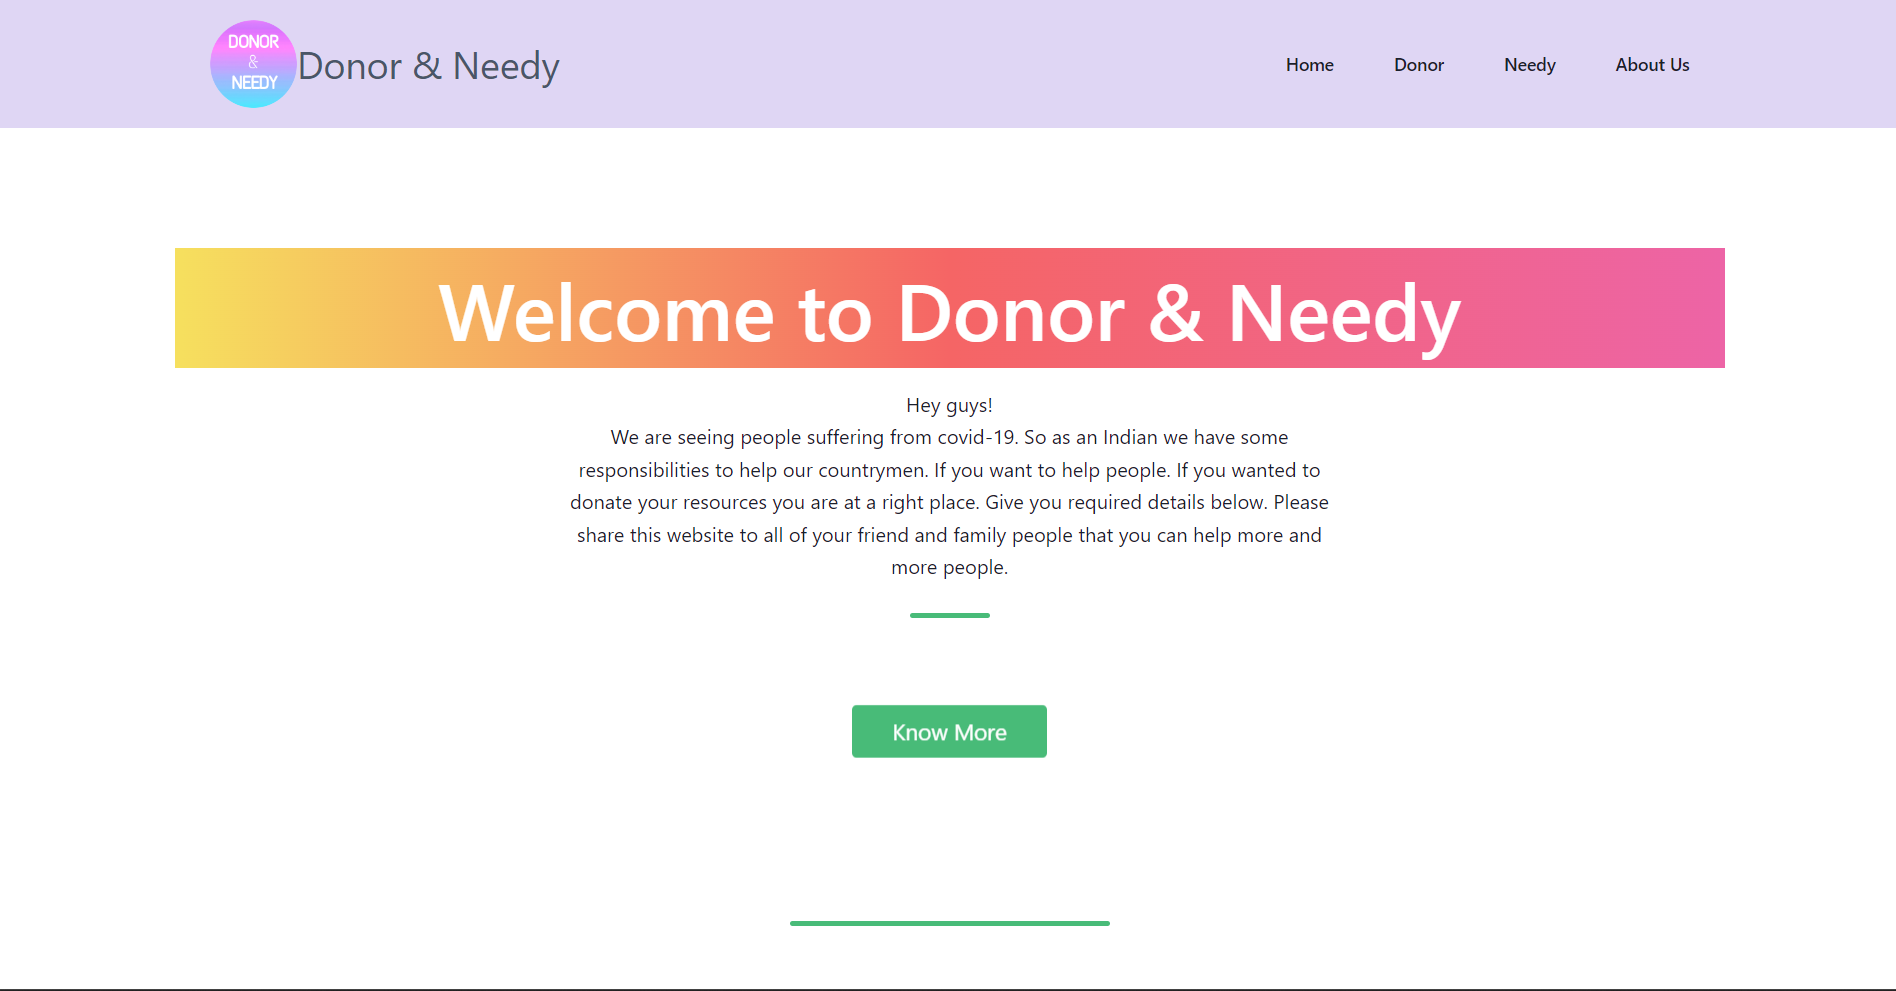 DONOR
&
NEEDY
Donor & Needy
Home
Donor
Needy
About Us
Welcome to Donor & Needy
Hey guys!
We are seeing people suffering from covid-19. So as an Indian we have some
responsibilities to help our countrymen. If you want to help people. If you wanted to
donate your resources you are at a right place. Give you required details below. Please
share this website to all of your friend and family people that you can help more and
more people.
Know More